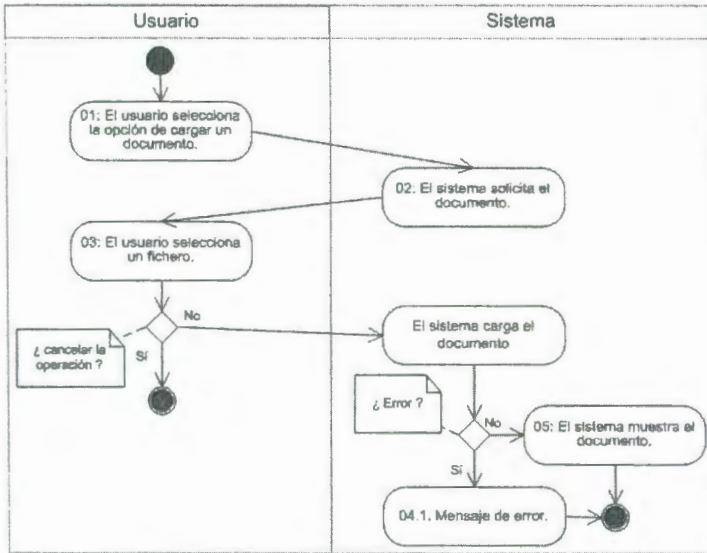 Usuario
Sistema
01: El usuario selecciona
la opción de cargar un
documento.
02: El sistema solicita el
documento.
03: El usuario selecciona
un fichero.
No
¿ cancelar la
operación ?
Sí
El sistema carga el
documento
¿ Error ?
No
05: El sistema muestra el
documento.
Sí
04.1. Mensaje de error.